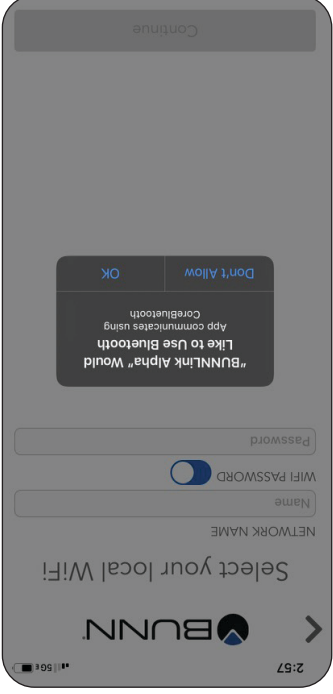 2:57
5GE
BUNN
Select your local WiFi
NETWORK NAME
Name
WIFI PASSWORD
Password
"BUNNLink Alpha" Would
Like to Use Bluetooth
App communicates using
CoreBluetooth
Don't Allow
OK
Continue